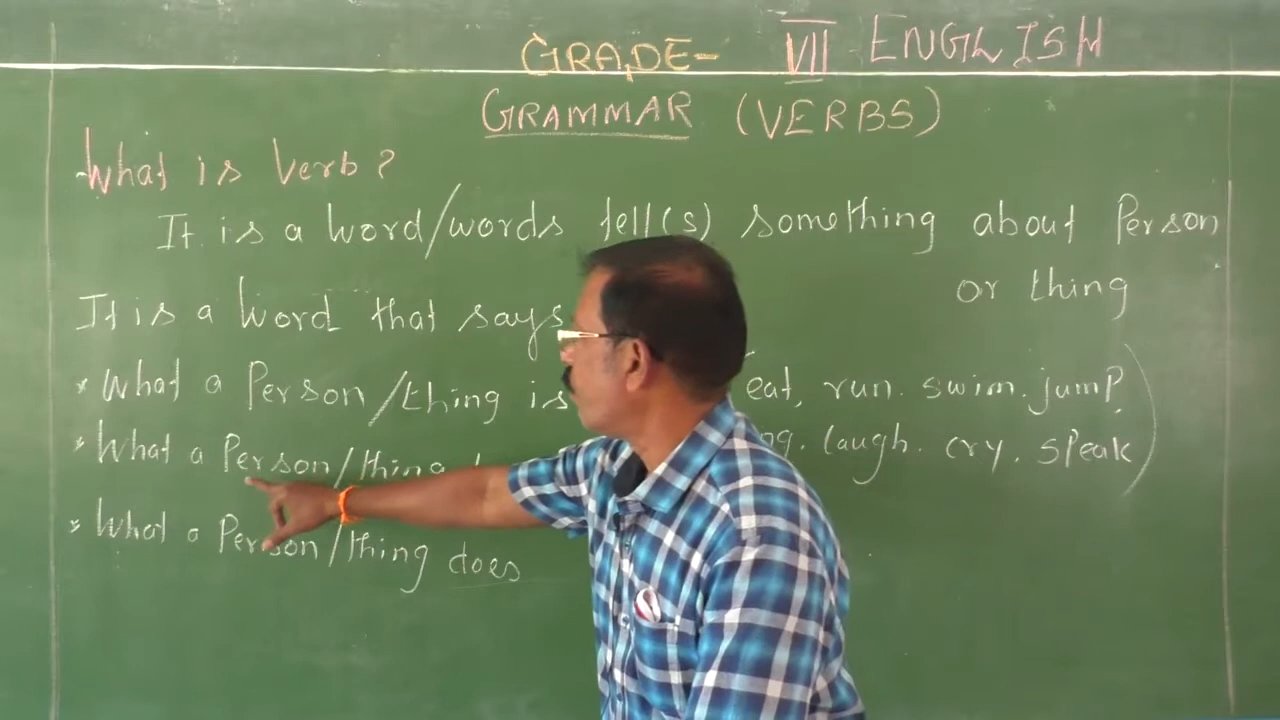 GRADE- VII ENGLISH
GRAMMAR (VERBS)
What is Verb?
It is a word/words tell(s) something about Person
or thing
It is a word that says
* What a Person/thing is eat, run. swim. jump.
* What a Person/thing laugh. cry. speak)
* What a Person/thing does